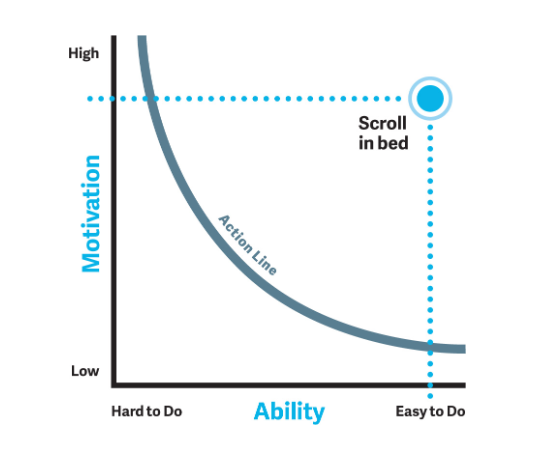 High
Scroll
in bed
Motivation
Action Line
Low
Hard to Do
Ability
Easy to Do